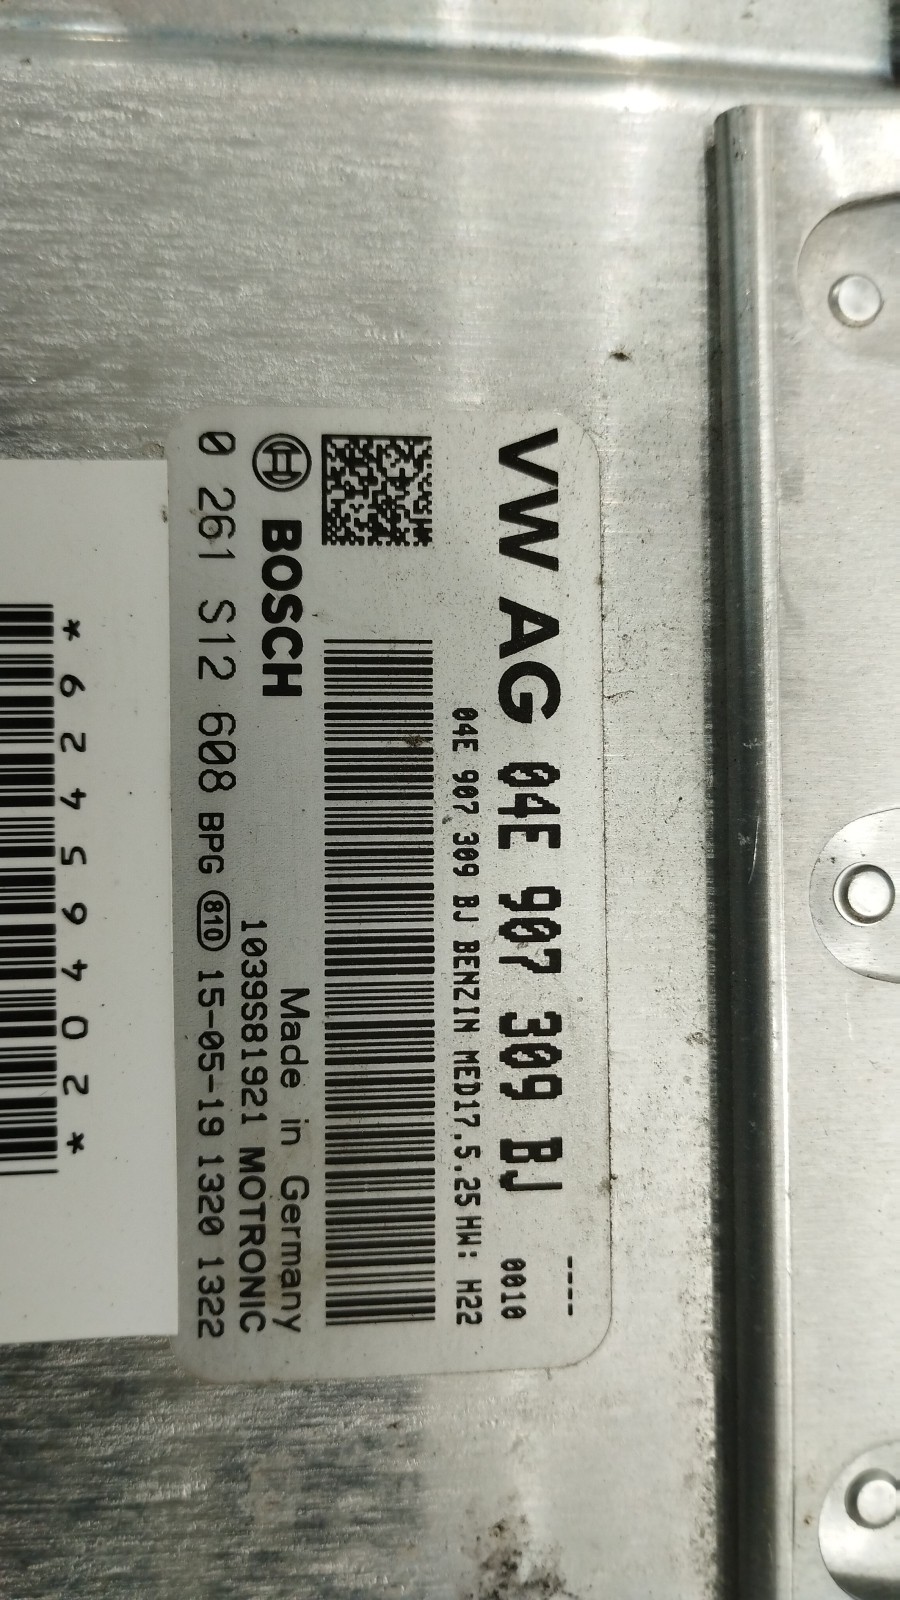 ----
VW AG 04E 907 309 BJ 0010
04E 907 309 BJ BENZIN MED17.5.25 HW: H22
BOSCH
Made in Germany
1039S81921 MOTRONIC
0 261 S12 608 BPG 810 15-05-19 1320 1322
*62456402*